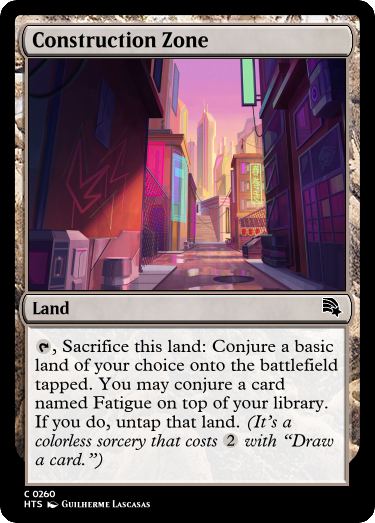 Construction Zone
Land
, Sacrifice this land: Conjure a basic
land of your choice onto the battlefield
tapped. You may conjure a card
named Fatigue on top of your library.
If you do, untap that land. (It's a
colorless sorcery that costs 2 with “Draw
a card.”)
C 0260
HTS Guilherme Lascasas